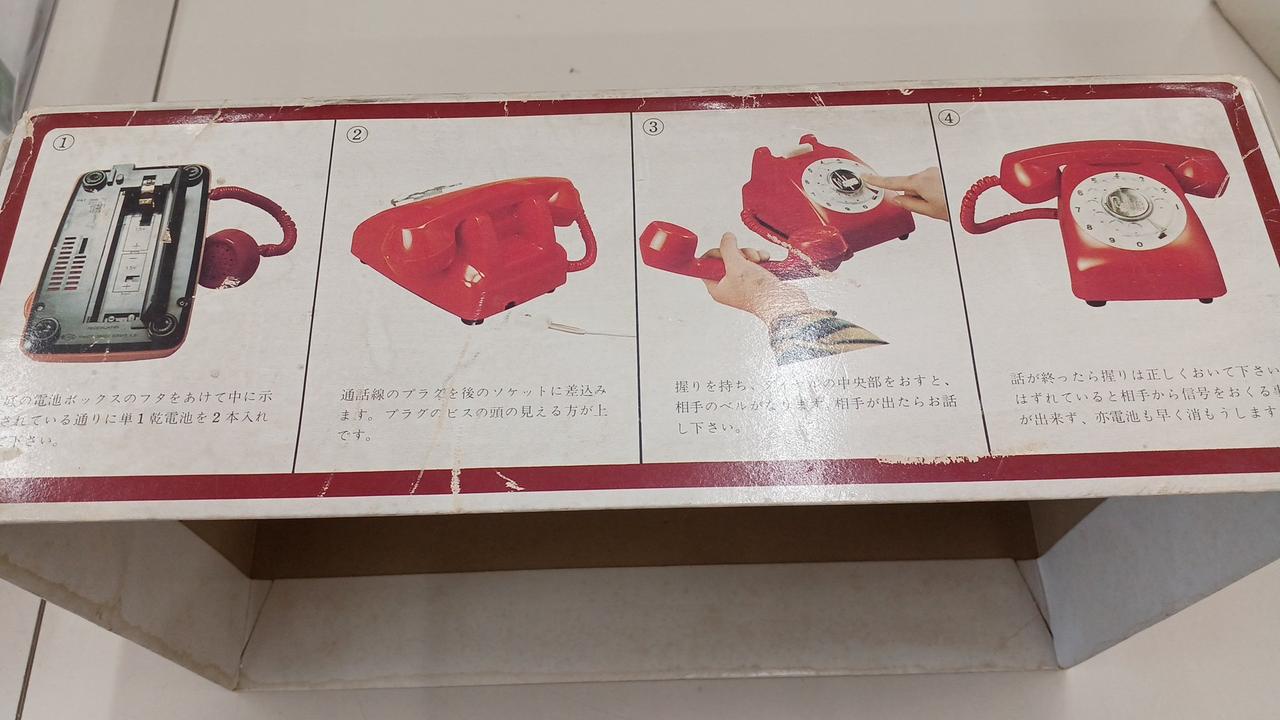 ①
底の電池ボックスのフタをあけて中に示
されている通りに単1乾電池を2本入れ
下さい。
②
通話線のプラグを後のソケットに差込み
ます。プラグのビスの頭の見える方が上
です。
③
握りを持ち、ダイヤルの中央部をおすと、
相手のベルがなります。相手が出たらお話
し下さい。
④
話が終ったら握りは正しくおいて下さい
はずれていると相手から信号をおくる
が出来ず、亦電池も早く消もうします